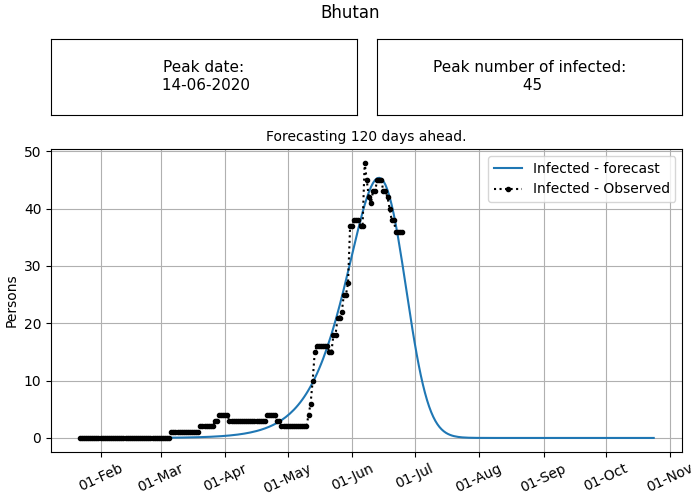 Bhutan
Peak date:
14-06-2020
Peak number of infected:
45
Forecasting 120 days ahead.
Infected - forecast
Infected - Observed
Persons
50
40
30
20
10
0
01-Feb
01-Mar
01-Apr
01-May
01-Jun
01-Jul
01-Aug
01-Sep
01-Oct
01-Nov